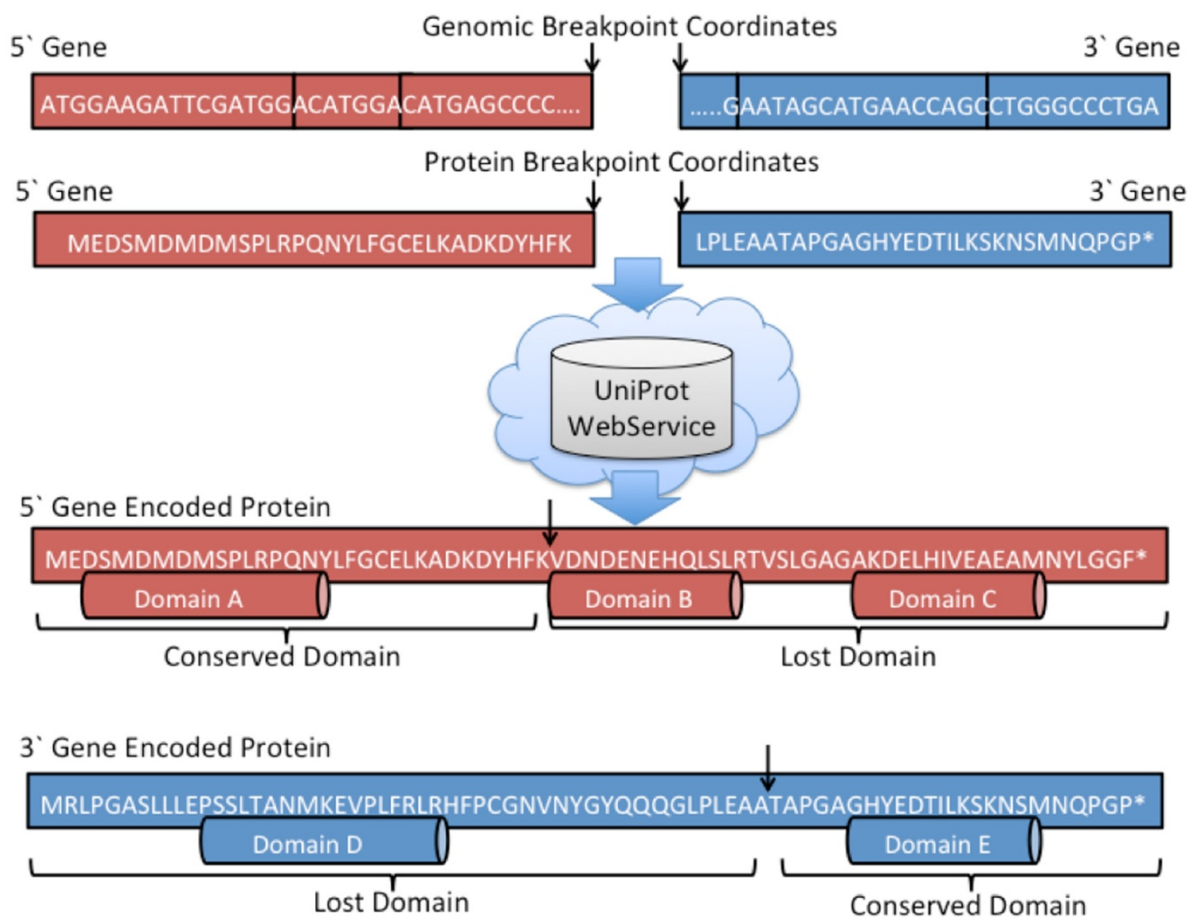 Genomic Breakpoint Coordinates
5` Gene
3` Gene
ATGGAAGATTCGATGGACATGGACATGAGCCCC....
.....GAATAGCATGAACCAGCCTGGGCCCTGA
Protein Breakpoint Coordinates
5` Gene
3` Gene
MEDSMDMDMSPLRPQNYLFGCELKADKDYHFK
LPLEAATAPGAGHYEDTILKSKNSMNQPGP*
UniProt
WebService
5` Gene Encoded Protein
MEDSMDMDMSPLRPQNYLFGCELKADKDYHFKVDNDENEHQLSLRTVSLGAGAKDELHIVEAEAMNYLGGF*
Domain A
Domain B
Domain C
Conserved Domain
Lost Domain
3` Gene Encoded Protein
MRLPGASLLLEPSSLTANMKEVPLFRLRHFPCGNVNYGYQQQGLPLEAATAPGAGHYEDTILKSKNSMNQPGP*
Domain D
Domain E
Lost Domain
Conserved Domain